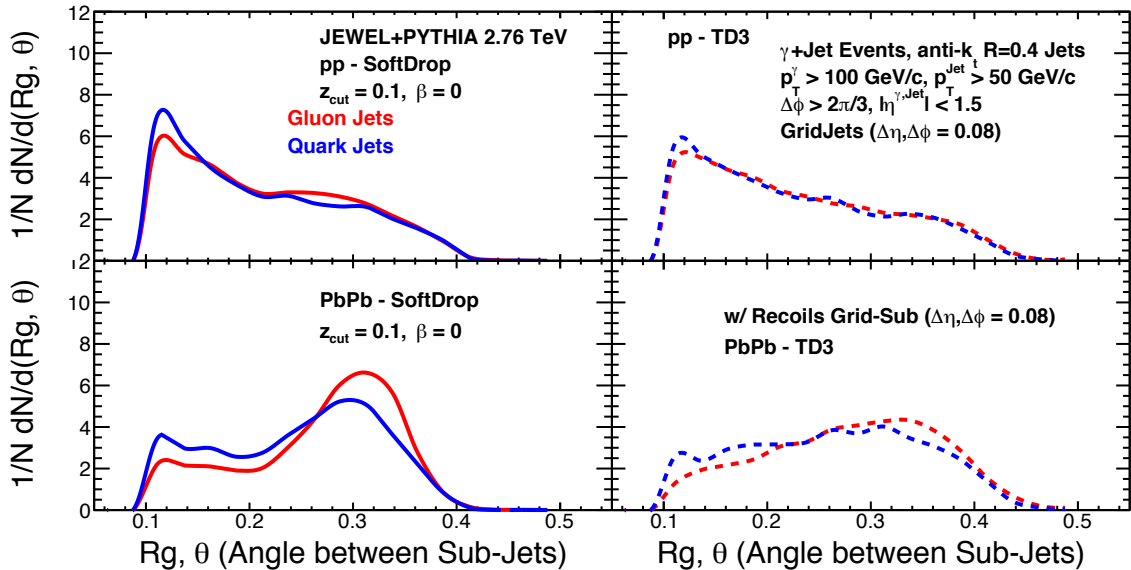 1/N dN/d(Rg, θ)
12
10
8
6
4
2
JEWEL+PYTHIA 2.76 TeV
pp - SoftDrop
z_cut = 0.1, β = 0
Gluon Jets
Quark Jets
pp - TD3
γ+Jet Events, anti-k_t R=0.4 Jets
p_T^γ > 100 GeV/c, p_T^Jet > 50 GeV/c
Δϕ > 2π/3, |η^γ,Jet| < 1.5
GridJets (Δη,Δϕ = 0.08)
1/N dN/d(Rg, θ)
12
10
8
6
4
2
0
PbPb - SoftDrop
z_cut = 0.1, β = 0
w/ Recoils Grid-Sub (Δη,Δϕ = 0.08)
PbPb - TD3
0.1 0.2 0.3 0.4 0.5
0.1 0.2 0.3 0.4 0.5
Rg, θ (Angle between Sub-Jets)
Rg, θ (Angle between Sub-Jets)